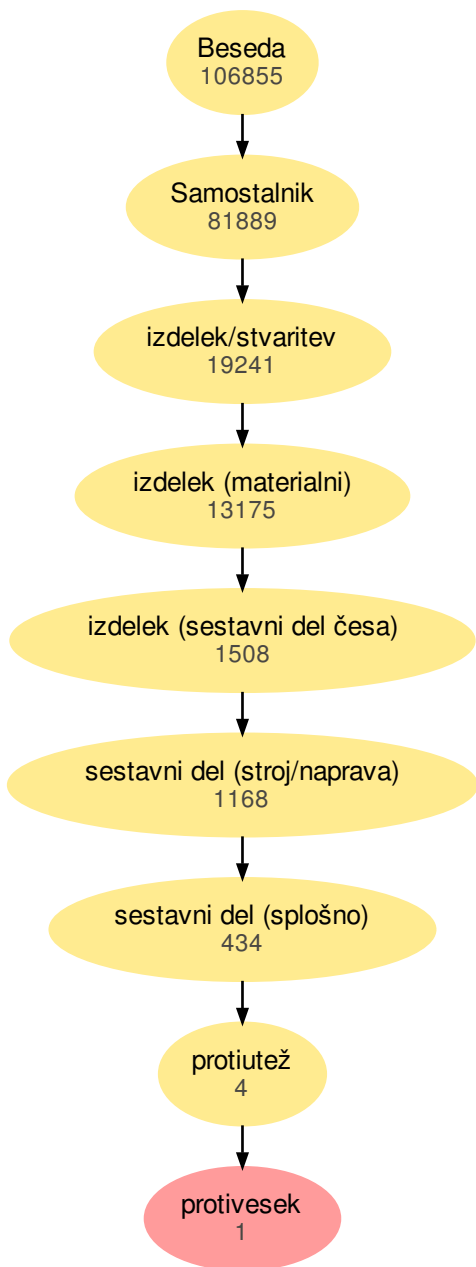 Beseda
106855
Samostalnik
81889
izdelek/stvaritev
19241
izdelek (materialni)
13175
izdelek (sestavni del česa)
1508
sestavni del (stroj/naprava)
1168
sestavni del (splošno)
434
protiutež
4
protivesek
1